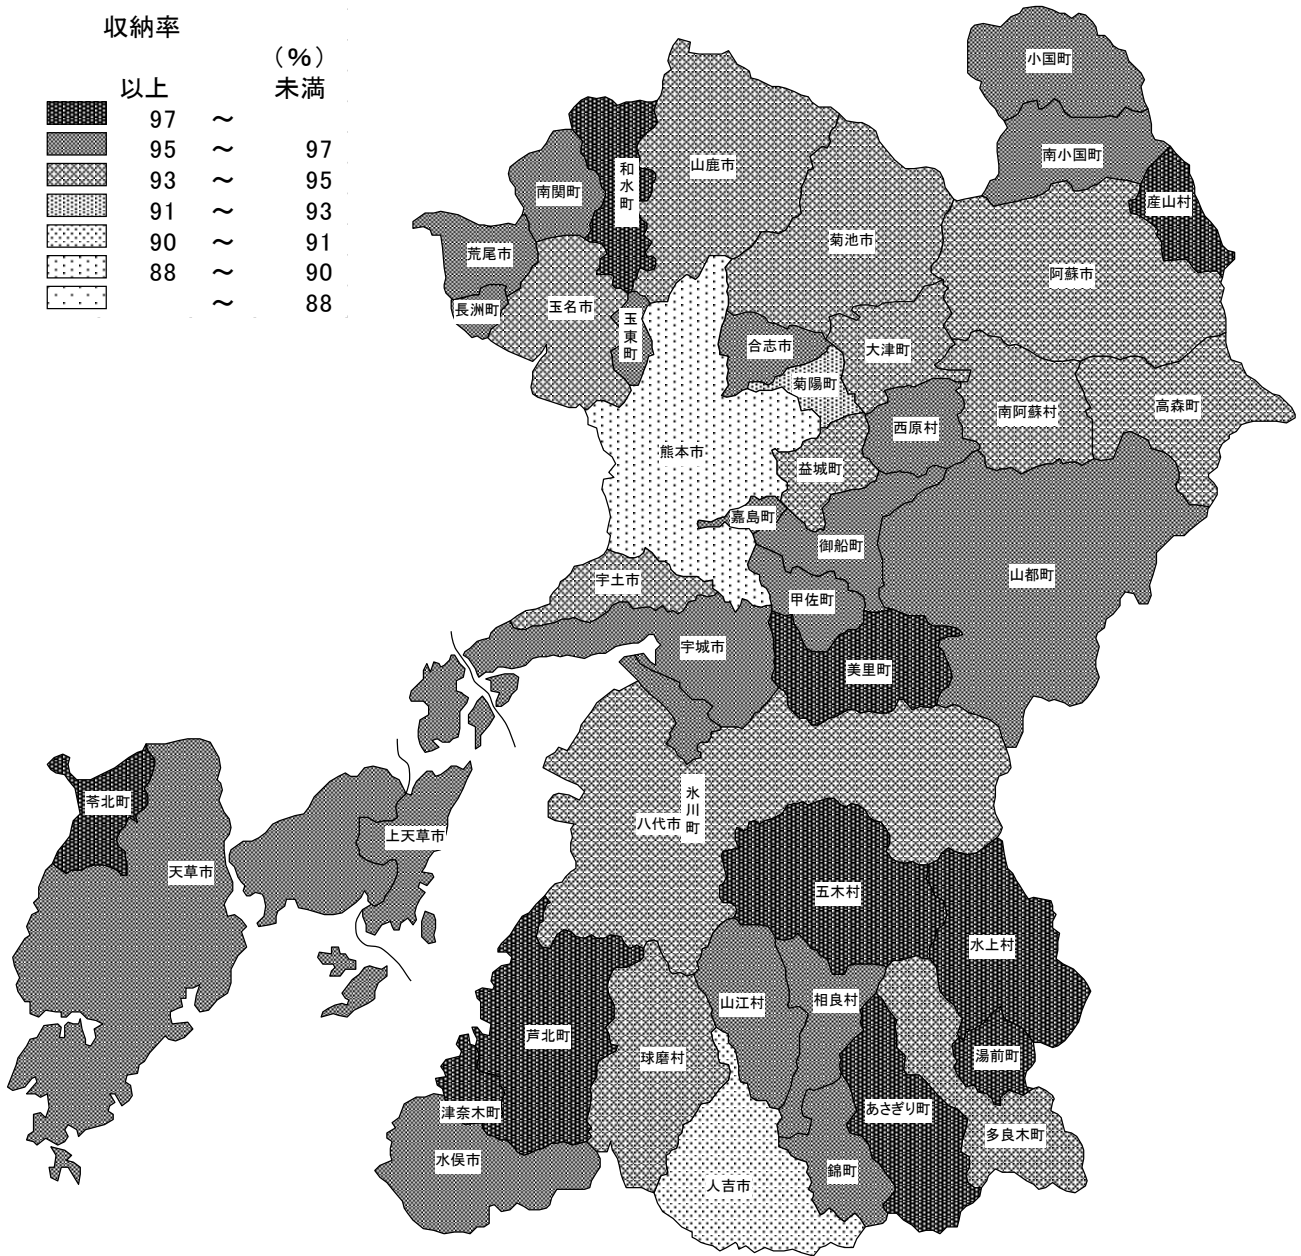 収納率
(%)
以上 未満
97 ～
95 ～ 97
93 ～ 95
91 ～ 93
90 ～ 91
88 ～ 90
～ 88
小国町
南小国町
産山村
和水町
山鹿市
南関町
菊池市
荒尾市
阿蘇市
長洲町
玉名市
玉東町
合志市
大津町
菊陽町
南阿蘇村
高森町
西原村
熊本市
益城町
嘉島町
御船町
山都町
宇土市
甲佐町
宇城市
美里町
氷川町
八代市
苓北町
上天草市
天草市
五木村
水上村
山江村
相良村
芦北町
球磨村
湯前町
津奈木町
あさぎり町
多良木町
水俣市
錦町
人吉市